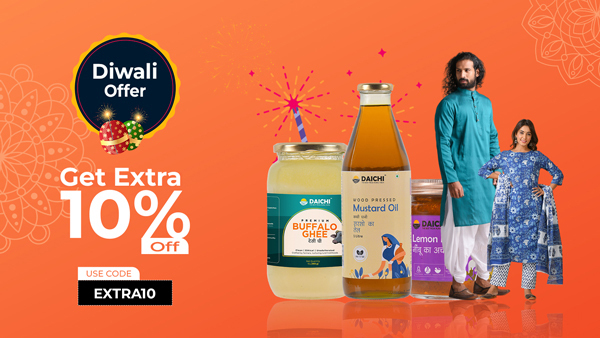 Diwali
Offer
Get Extra
10%
Off
USE CODE
EXTRA10
DAICHI
PREMIUM
BUFFALO
GHEE
देसी घी
DAICHI
WOOD PRESSED
Mustard Oil
DAICHI
Lemon